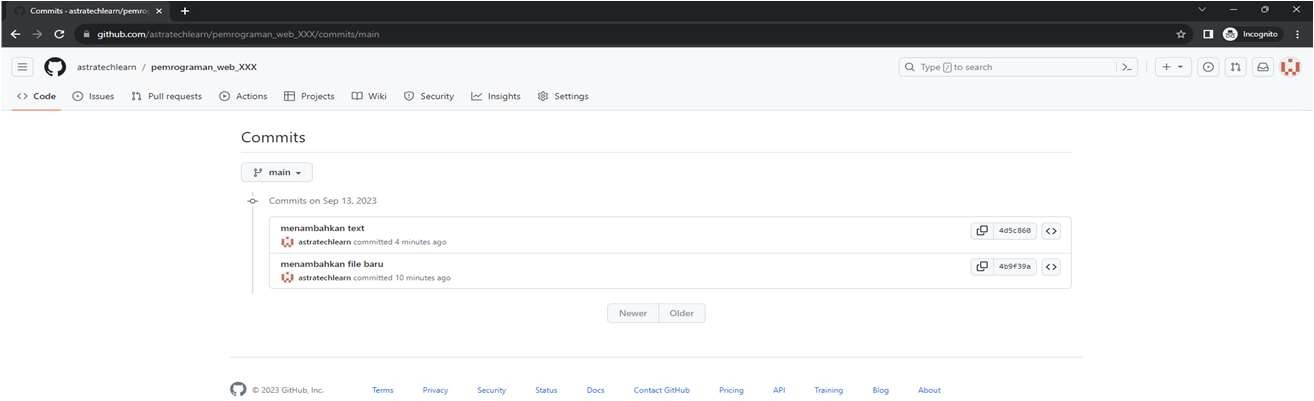 Commits · astratechlearn/pemrog
github.com/astratechlearn/pemrograman_web_XXX/commits/main
Incognito
astratechlearn / pemrograman_web_XXX
Type / to search
Code Issues Pull requests Actions Projects Wiki Security Insights Settings
Commits
main
Commits on Sep 13, 2023
menambahkan text
4d5c860
astratechlearn committed 4 minutes ago
menambahkan file baru
4b9f39a
astratechlearn committed 10 minutes ago
Newer Older
© 2023 GitHub, Inc. Terms Privacy Security Status Docs Contact GitHub Pricing API Training Blog About